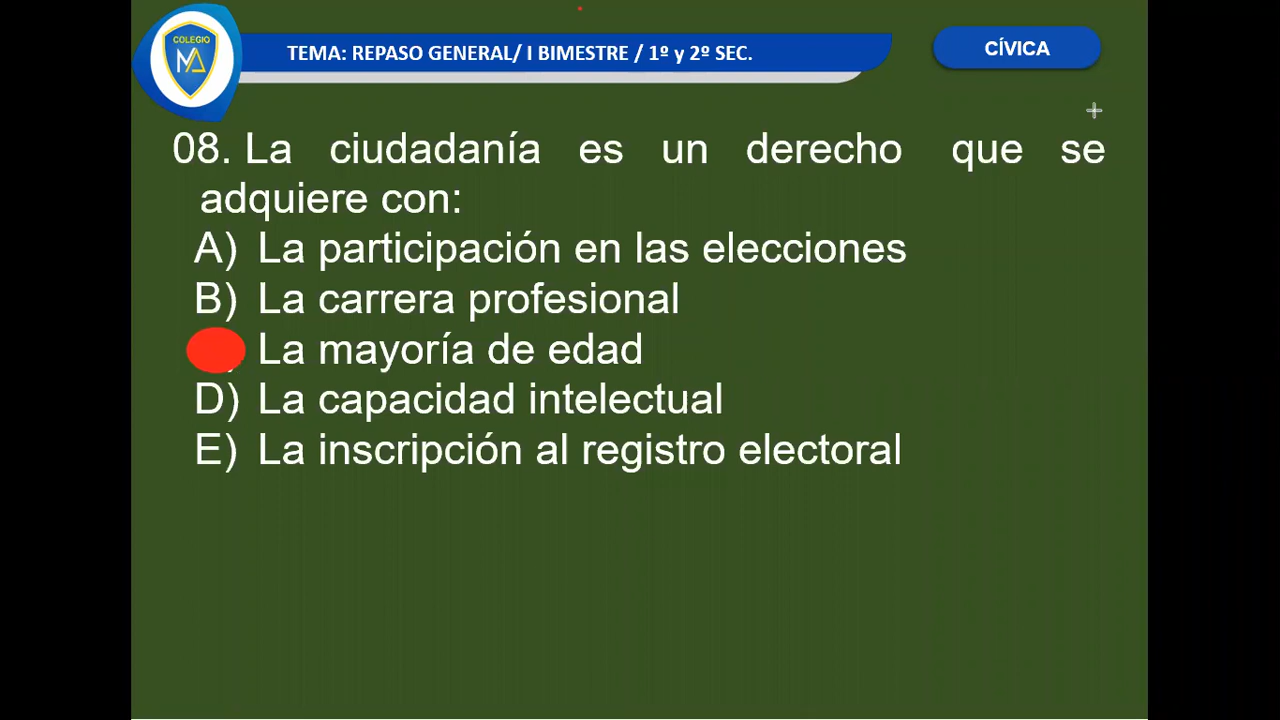 COLEGIO
MA
TEMA: REPASO GENERAL/ I BIMESTRE / 1º y 2º SEC.
CÍVICA
08. La ciudadanía es un derecho que se
adquiere con:
A) La participación en las elecciones
B) La carrera profesional
La mayoría de edad
D) La capacidad intelectual
E) La inscripción al registro electoral